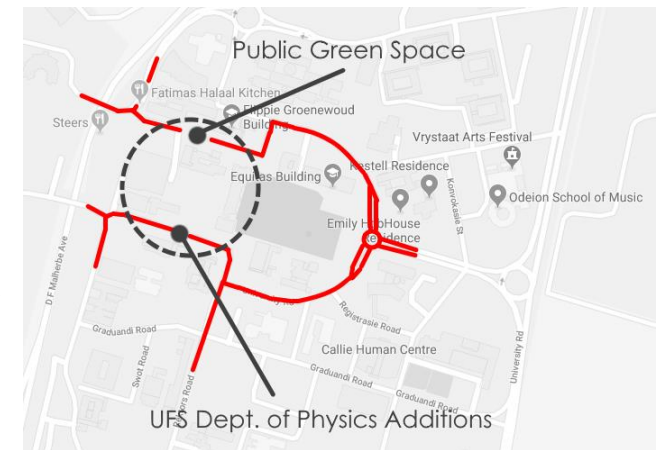 Public Green Space
Fatimas Halaal Kitchen
Steers
Flippie Groenewoud
Building
Vrystaat Arts Festival
Equitas Building
Kestell Residence
Konvokasie St
Odeion School of Music
Emily HobHouse
Residence
D F Malherbe Ave
University Rd
Registrasie Road
Graduandi Road
Swot Road
Callie Human Centre
Graduandi Road
Graduandi Road
University Rd
UFS Dept. of Physics Additions